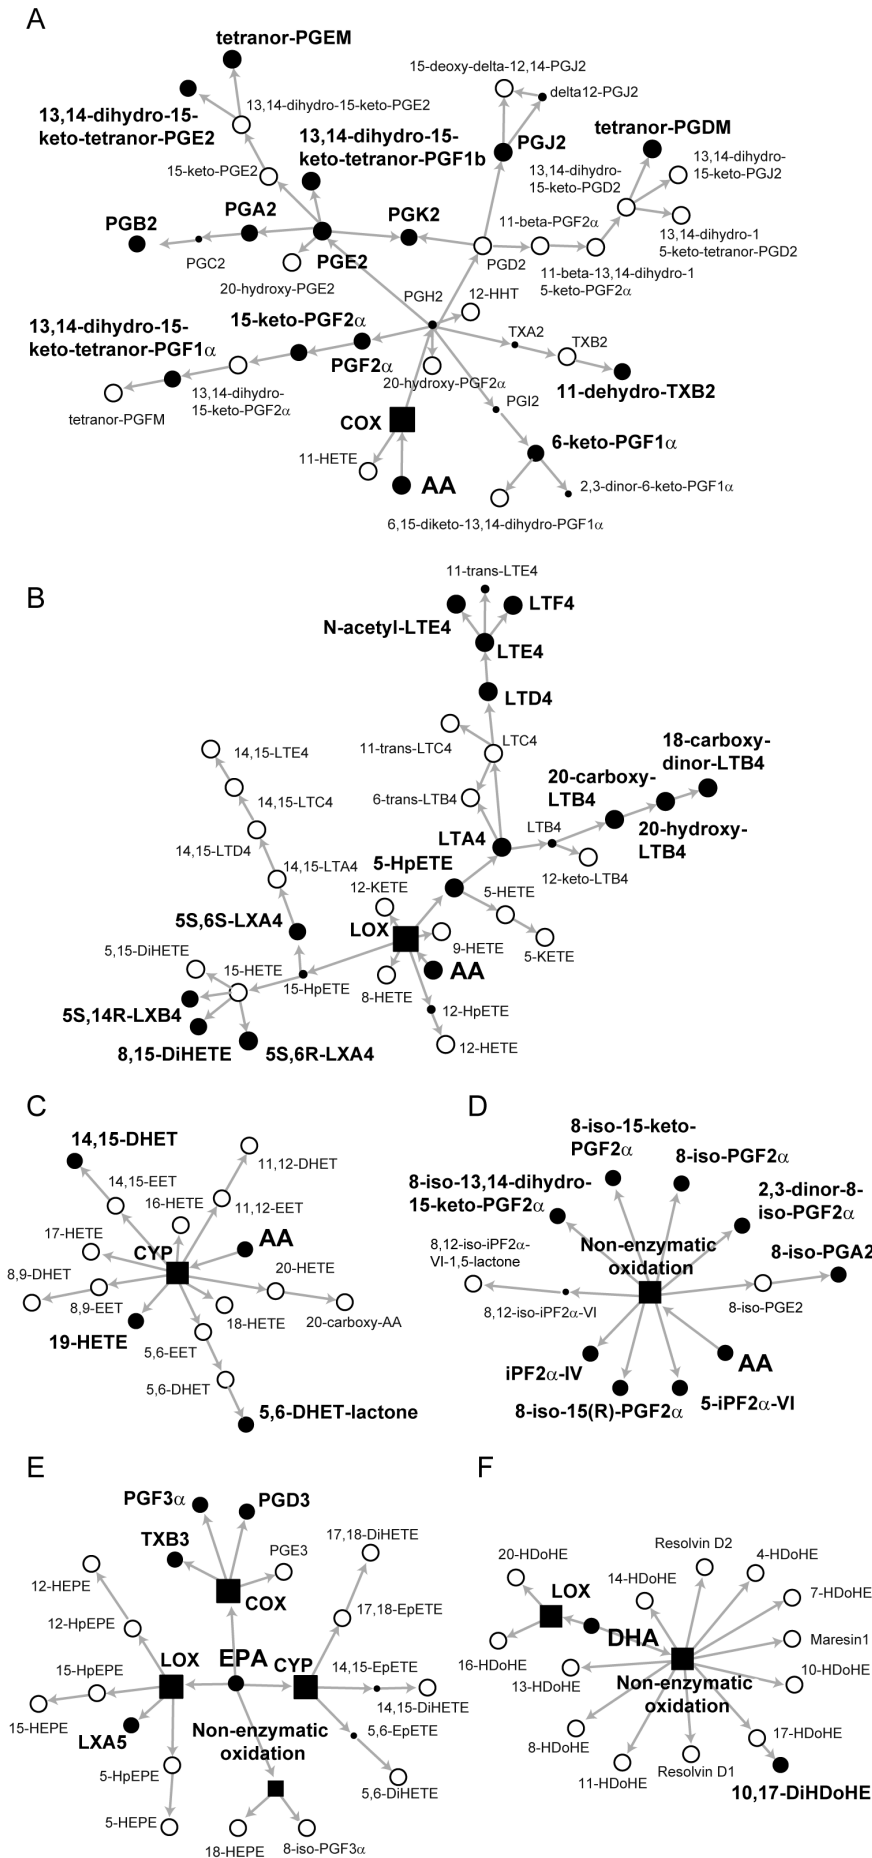 A
tetranor-PGEM
13,14-dihydro-15-
keto-tetranor-PGE2
13,14-dihydro-15-keto-PGE2
13,14-dihydro-15-
keto-tetranor-PGF1b
15-keto-PGE2
15-deoxy-delta-12,14-PGJ2
delta12-PGJ2
PGJ2
tetranor-PGDM
13,14-dihydro-
15-keto-PGD2
13,14-dihydro-
15-keto-PGJ2
PGB2
PGA2
PGK2
11-beta-PGF2α
13,14-dihydro-1
5-keto-tetranor-PGD2
PGC2
PGE2
PGD2
11-beta-13,14-dihydro-1
5-keto-PGF2α
20-hydroxy-PGE2
PGH2
12-HHT
13,14-dihydro-15-
keto-tetranor-PGF1α
15-keto-PGF2α
TXA2
TXB2
PGF2α
20-hydroxy-PGF2α
11-dehydro-TXB2
tetranor-PGFM
13,14-dihydro-
15-keto-PGF2α
PGI2
COX
6-keto-PGF1α
11-HETE
AA
2,3-dinor-6-keto-PGF1α
6,15-diketo-13,14-dihydro-PGF1α
B
11-trans-LTE4
N-acetyl-LTE4
LTF4
LTE4
LTD4
11-trans-LTC4
LTC4
14,15-LTE4
18-carboxy-
dinor-LTB4
20-carboxy-
LTB4
14,15-LTC4
6-trans-LTB4
20-hydroxy-
LTB4
14,15-LTD4
LTA4
LTB4
14,15-LTA4
5-HpETE
12-keto-LTB4
12-KETE
5-HETE
5S,6S-LXA4
LOX
5-KETE
5,15-DiHETE
15-HETE
9-HETE
15-HpETE
AA
8-HETE
5S,14R-LXB4
12-HpETE
8,15-DiHETE
5S,6R-LXA4
12-HETE
C
14,15-DHET
14,15-EET
11,12-DHET
16-HETE
11,12-EET
17-HETE
CYP
AA
8,9-DHET
20-HETE
8,9-EET
18-HETE
20-carboxy-AA
19-HETE
5,6-EET
5,6-DHET
5,6-DHET-lactone
D
8-iso-15-keto-
PGF2α
8-iso-PGF2α
8-iso-13,14-dihydro-
15-keto-PGF2α
2,3-dinor-8-
iso-PGF2α
8,12-iso-iPF2α-
VI-1,5-lactone
Non-enzymatic
oxidation
8-iso-PGA2
8,12-iso-iPF2α-VI
8-iso-PGE2
iPF2α-IV
AA
8-iso-15(R)-PGF2α
5-iPF2α-VI
E
PGF3α
PGD3
17,18-DiHETE
TXB3
PGE3
12-HEPE
COX
12-HpEPE
17,18-EpETE
LOX
EPA
CYP
15-HpEPE
14,15-EpETE
15-HEPE
14,15-DiHETE
LXA5
Non-enzymatic
oxidation
5,6-EpETE
5-HpEPE
5,6-DiHETE
5-HEPE
18-HEPE
8-iso-PGF3α
F
20-HDoHE
Resolvin D2
4-HDoHE
LOX
14-HDoHE
7-HDoHE
DHA
Maresin1
16-HDoHE
13-HDoHE
Non-enzymatic
oxidation
10-HDoHE
8-HDoHE
17-HDoHE
11-HDoHE
Resolvin D1
10,17-DiHDoHE